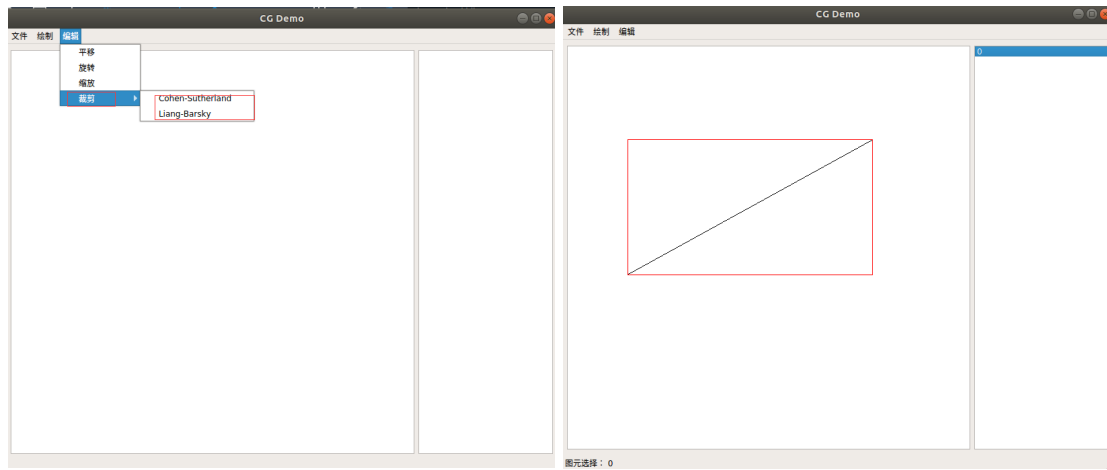 CG Demo
文件 绘制 编辑
平移
旋转
缩放
裁剪
Cohen-Sutherland
Liang-Barsky
CG Demo
文件 绘制 编辑
0
图元选择： 0